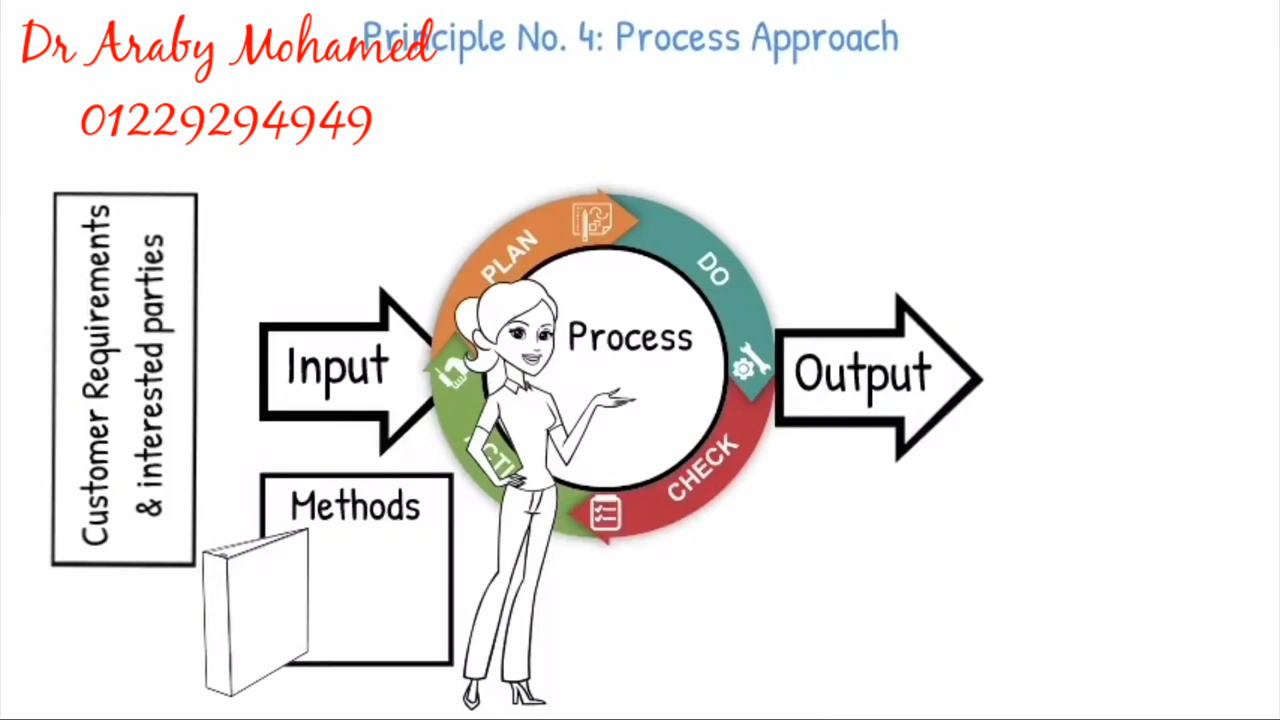 Dr Araby Mohamed
Principle No. 4: Process Approach
01229294949
Customer Requirements
& interested parties
PLAN
DO
Process
Input
Output
CHECK
Methods